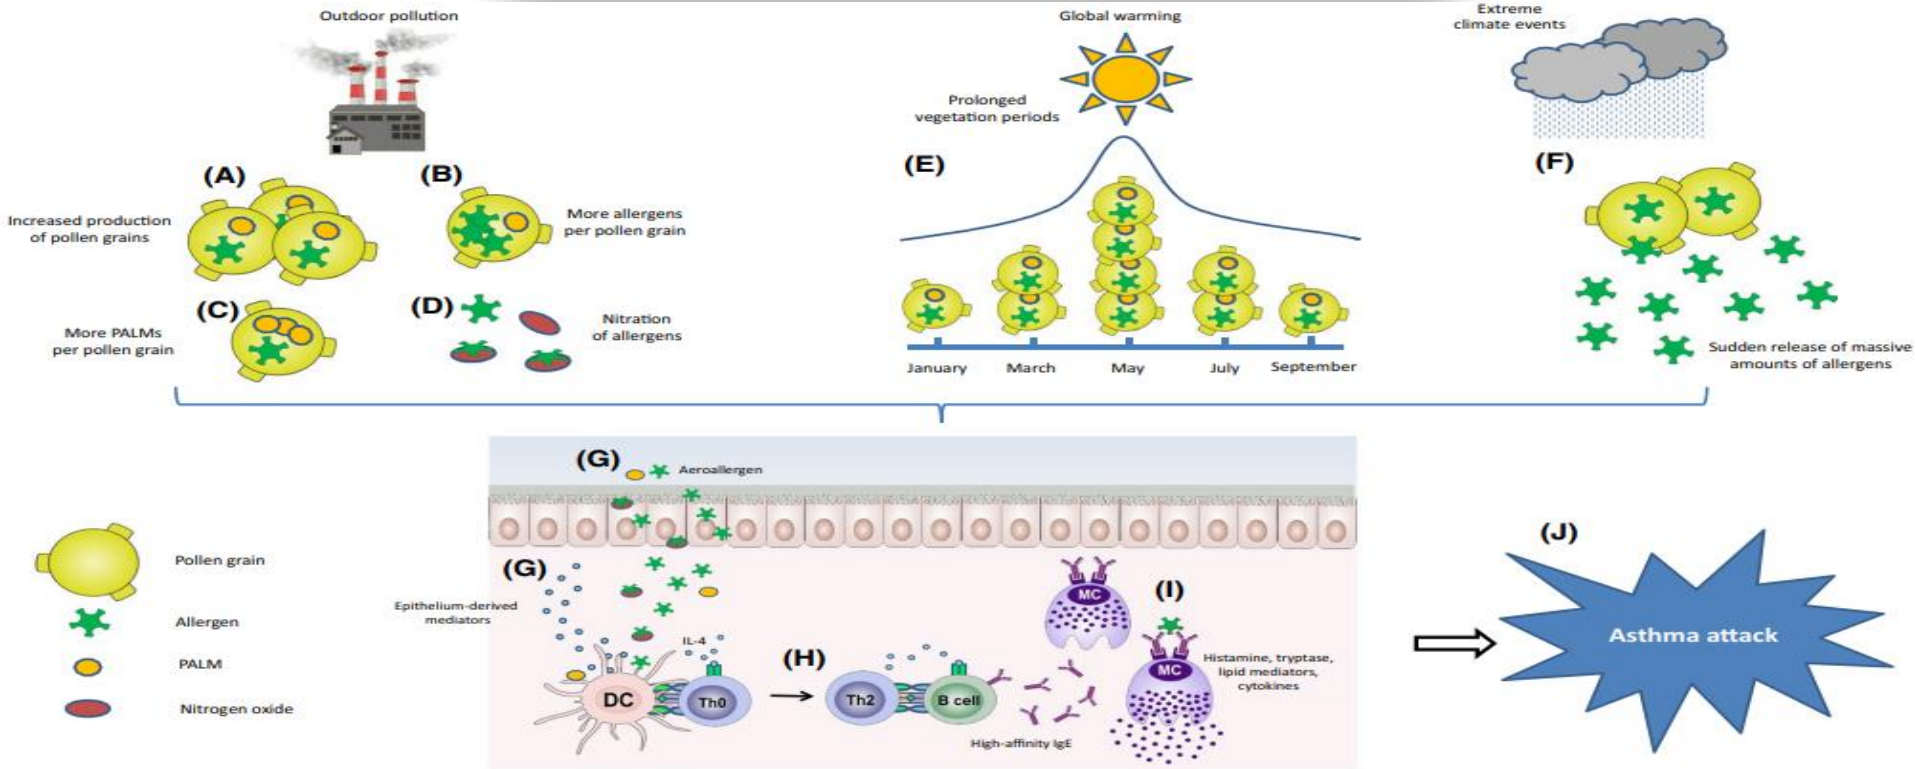 Outdoor pollution
Global warming
Extreme
climate events
Prolonged
vegetation periods
(A)
(B)
(E)
(F)
Increased production
of pollen grains
More allergens
per pollen grain
(C)
(D)
More PALMs
per pollen grain
Nitration
of allergens
January
March
May
July
September
Sudden release of massive
amounts of allergens
(G)
Aeroallergen
Pollen grain
Allergen
PALM
Nitrogen oxide
(G)
Epithelium-derived
mediators
IL-4
DC
Th0
(H)
Th2
B cell
High-affinity IgE
MC
(I)
MC
Histamine, tryptase,
lipid mediators,
cytokines
(J)
Asthma attack